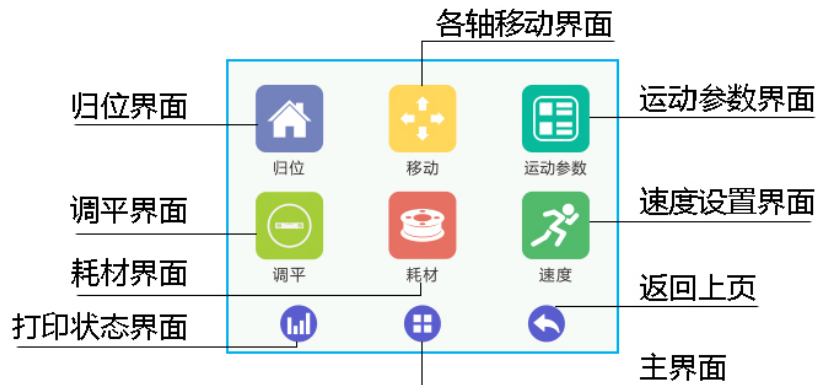 各轴移动界面
归位界面
运动参数界面
归位
移动
运动参数
调平界面
速度设置界面
调平
耗材
速度
耗材界面
返回上页
打印状态界面
主界面